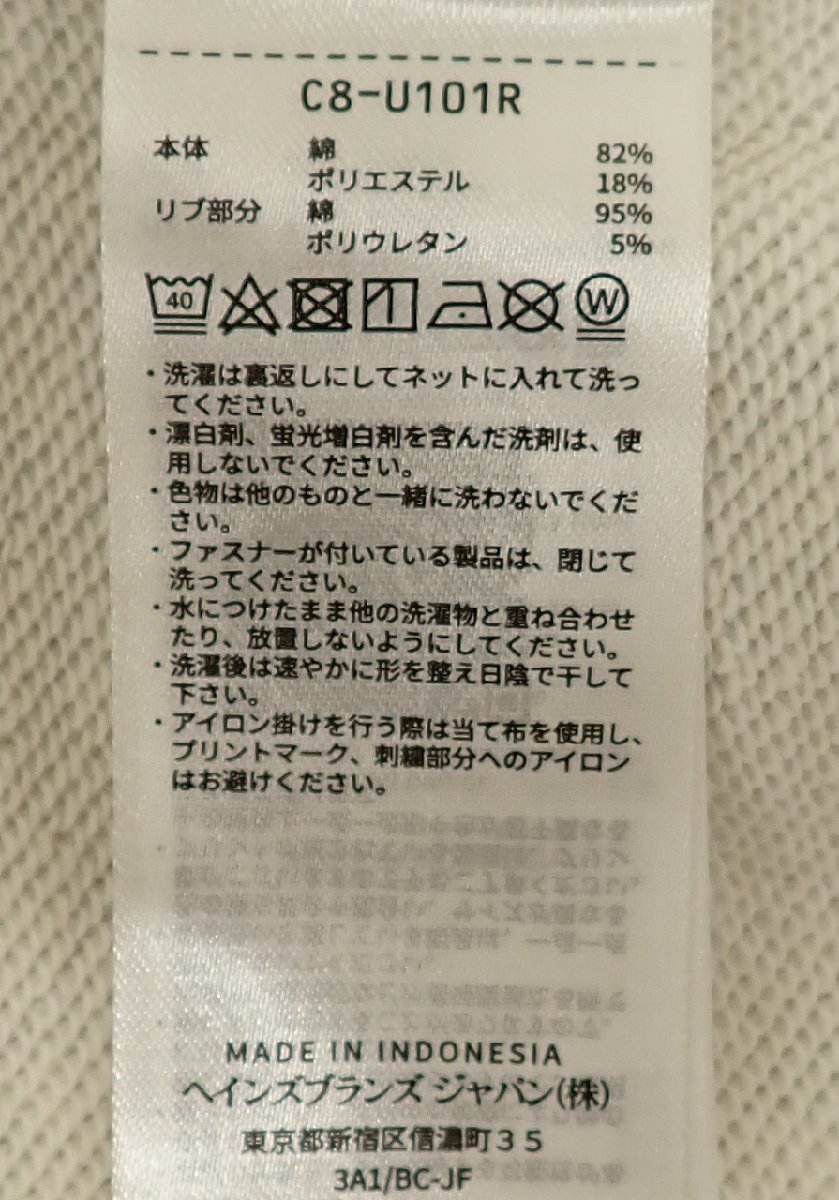 C8-U101R
本体 綿 82%
ポリエステル 18%
リブ部分 綿 95%
ポリウレタン 5%
40 W
・洗濯は裏返しにしてネットに入れて洗っ
てください。
・漂白剤、蛍光増白剤を含んだ洗剤は、使
用しないでください。
・色物は他のものと一緒に洗わないでくだ
さい。
・ファスナーが付いている製品は、閉じて
洗ってください。
・水につけたまま他の洗濯物と重ね合わせ
たり、放置しないようにしてください。
・洗濯後は速やかに形を整え日陰で干して
下さい。
・アイロン掛けを行う際は当て布を使用し、
プリントマーク、刺繍部分へのアイロン
はお避けください。
MADE IN INDONESIA
ヘインズブランズ ジャパン(株)
東京都新宿区信濃町35
3A1/BC-JF